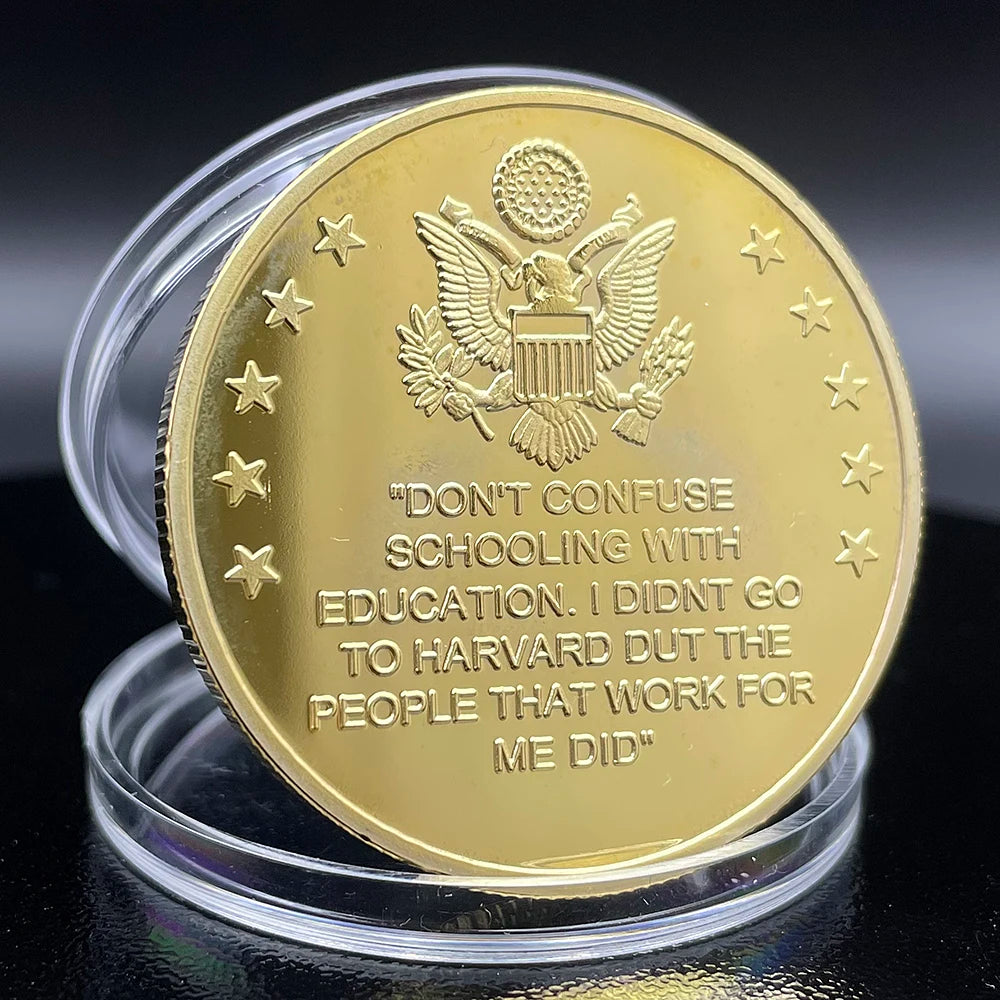 "DON'T CONFUSE
SCHOOLING WITH
EDUCATION. I DIDNT GO
TO HARVARD DUT THE
PEOPLE THAT WORK FOR
ME DID"